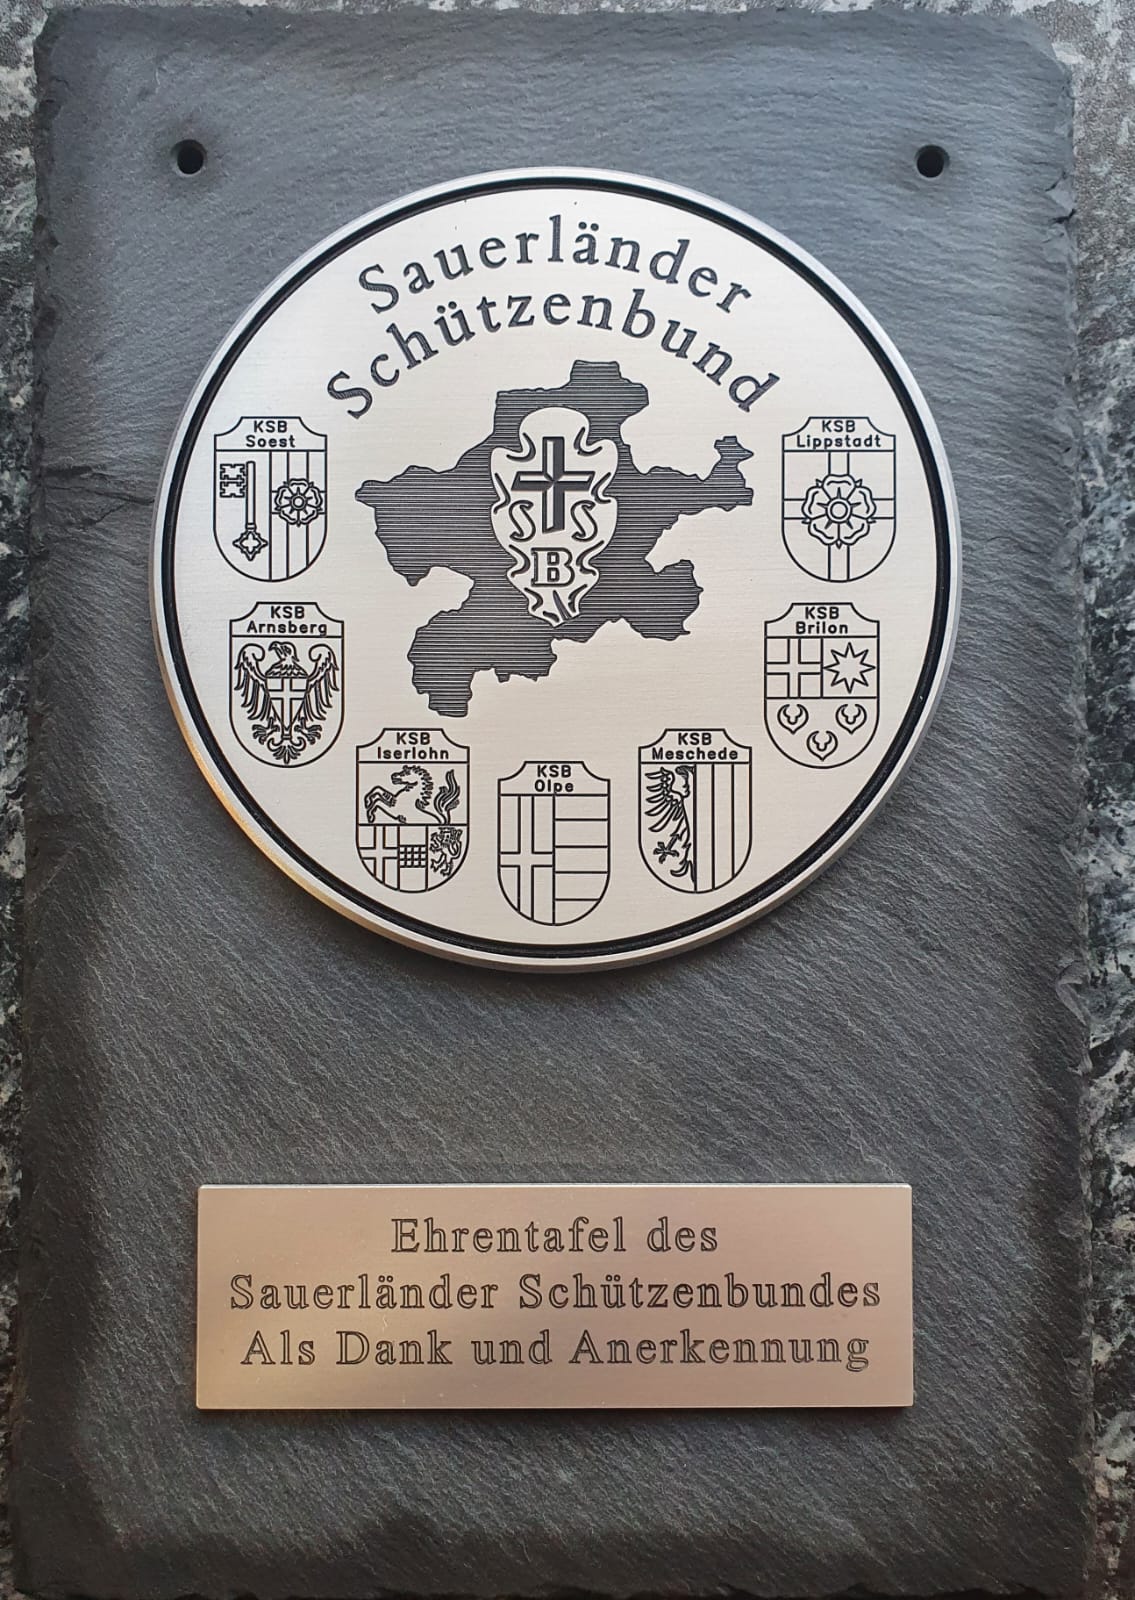 Sauerländer
Schützenbund
KSB
Soest
KSB
Lippstadt
S S
B
KSB
Arnsberg
KSB
Brilon
KSB
Iserlohn
KSB
Olpe
KSB
Meschede
Ehrentafel des
Sauerländer Schützenbundes
Als Dank und Anerkennung